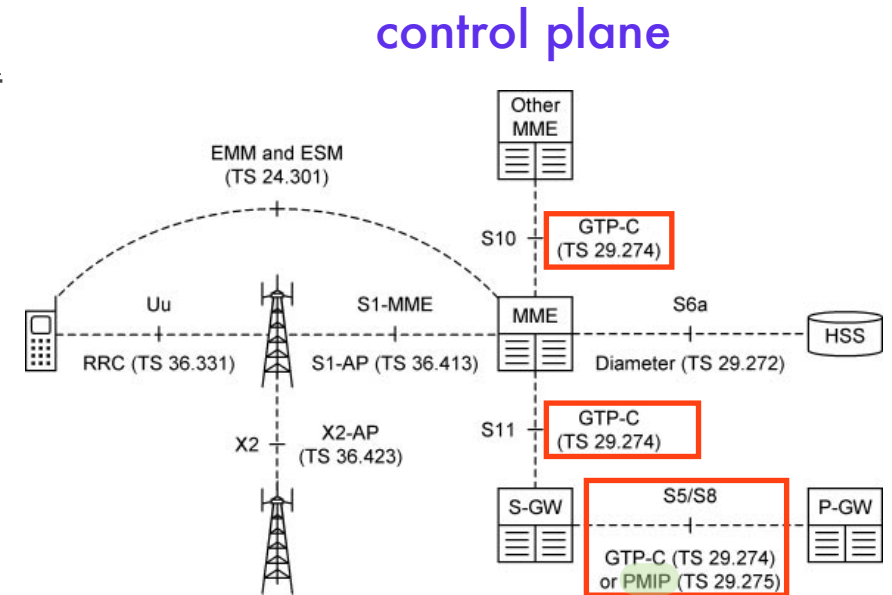 control plane
Other
MME
EMM and ESM
(TS 24.301)
S10
GTP-C
(TS 29.274)
Uu
S1-MME
MME
S6a
HSS
RRC (TS 36.331)
S1-AP (TS 36.413)
Diameter (TS 29.272)
X2
X2-AP
(TS 36.423)
S11
GTP-C
(TS 29.274)
S-GW
S5/S8
P-GW
GTP-C (TS 29.274)
or PMIP (TS 29.275)